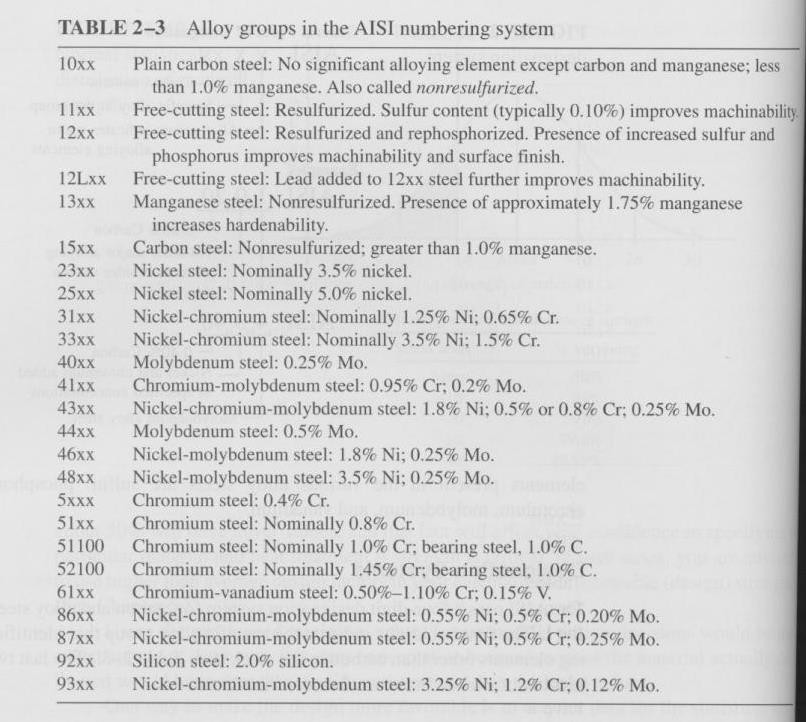 TABLE 2–3 Alloy groups in the AISI numbering system
10xx Plain carbon steel: No significant alloying element except carbon and manganese; less
than 1.0% manganese. Also called nonresulfurized.
11xx Free-cutting steel: Resulfurized. Sulfur content (typically 0.10%) improves machinability.
12xx Free-cutting steel: Resulfurized and rephosphorized. Presence of increased sulfur and
phosphorus improves machinability and surface finish.
12Lxx Free-cutting steel: Lead added to 12xx steel further improves machinability.
13xx Manganese steel: Nonresulfurized. Presence of approximately 1.75% manganese
increases hardenability.
15xx Carbon steel: Nonresulfurized; greater than 1.0% manganese.
23xx Nickel steel: Nominally 3.5% nickel.
25xx Nickel steel: Nominally 5.0% nickel.
31xx Nickel-chromium steel: Nominally 1.25% Ni; 0.65% Cr.
33xx Nickel-chromium steel: Nominally 3.5% Ni; 1.5% Cr.
40xx Molybdenum steel: 0.25% Mo.
41xx Chromium-molybdenum steel: 0.95% Cr; 0.2% Mo.
43xx Nickel-chromium-molybdenum steel: 1.8% Ni; 0.5% or 0.8% Cr; 0.25% Mo.
44xx Molybdenum steel: 0.5% Mo.
46xx Nickel-molybdenum steel: 1.8% Ni; 0.25% Mo.
48xx Nickel-molybdenum steel: 3.5% Ni; 0.25% Mo.
5xxx Chromium steel: 0.4% Cr.
51xx Chromium steel: Nominally 0.8% Cr.
51100 Chromium steel: Nominally 1.0% Cr; bearing steel, 1.0% C.
52100 Chromium steel: Nominally 1.45% Cr; bearing steel, 1.0% C.
61xx Chromium-vanadium steel: 0.50%–1.10% Cr; 0.15% V.
86xx Nickel-chromium-molybdenum steel: 0.55% Ni; 0.5% Cr; 0.20% Mo.
87xx Nickel-chromium-molybdenum steel: 0.55% Ni; 0.5% Cr; 0.25% Mo.
92xx Silicon steel: 2.0% silicon.
93xx Nickel-chromium-molybdenum steel: 3.25% Ni; 1.2% Cr; 0.12% Mo.